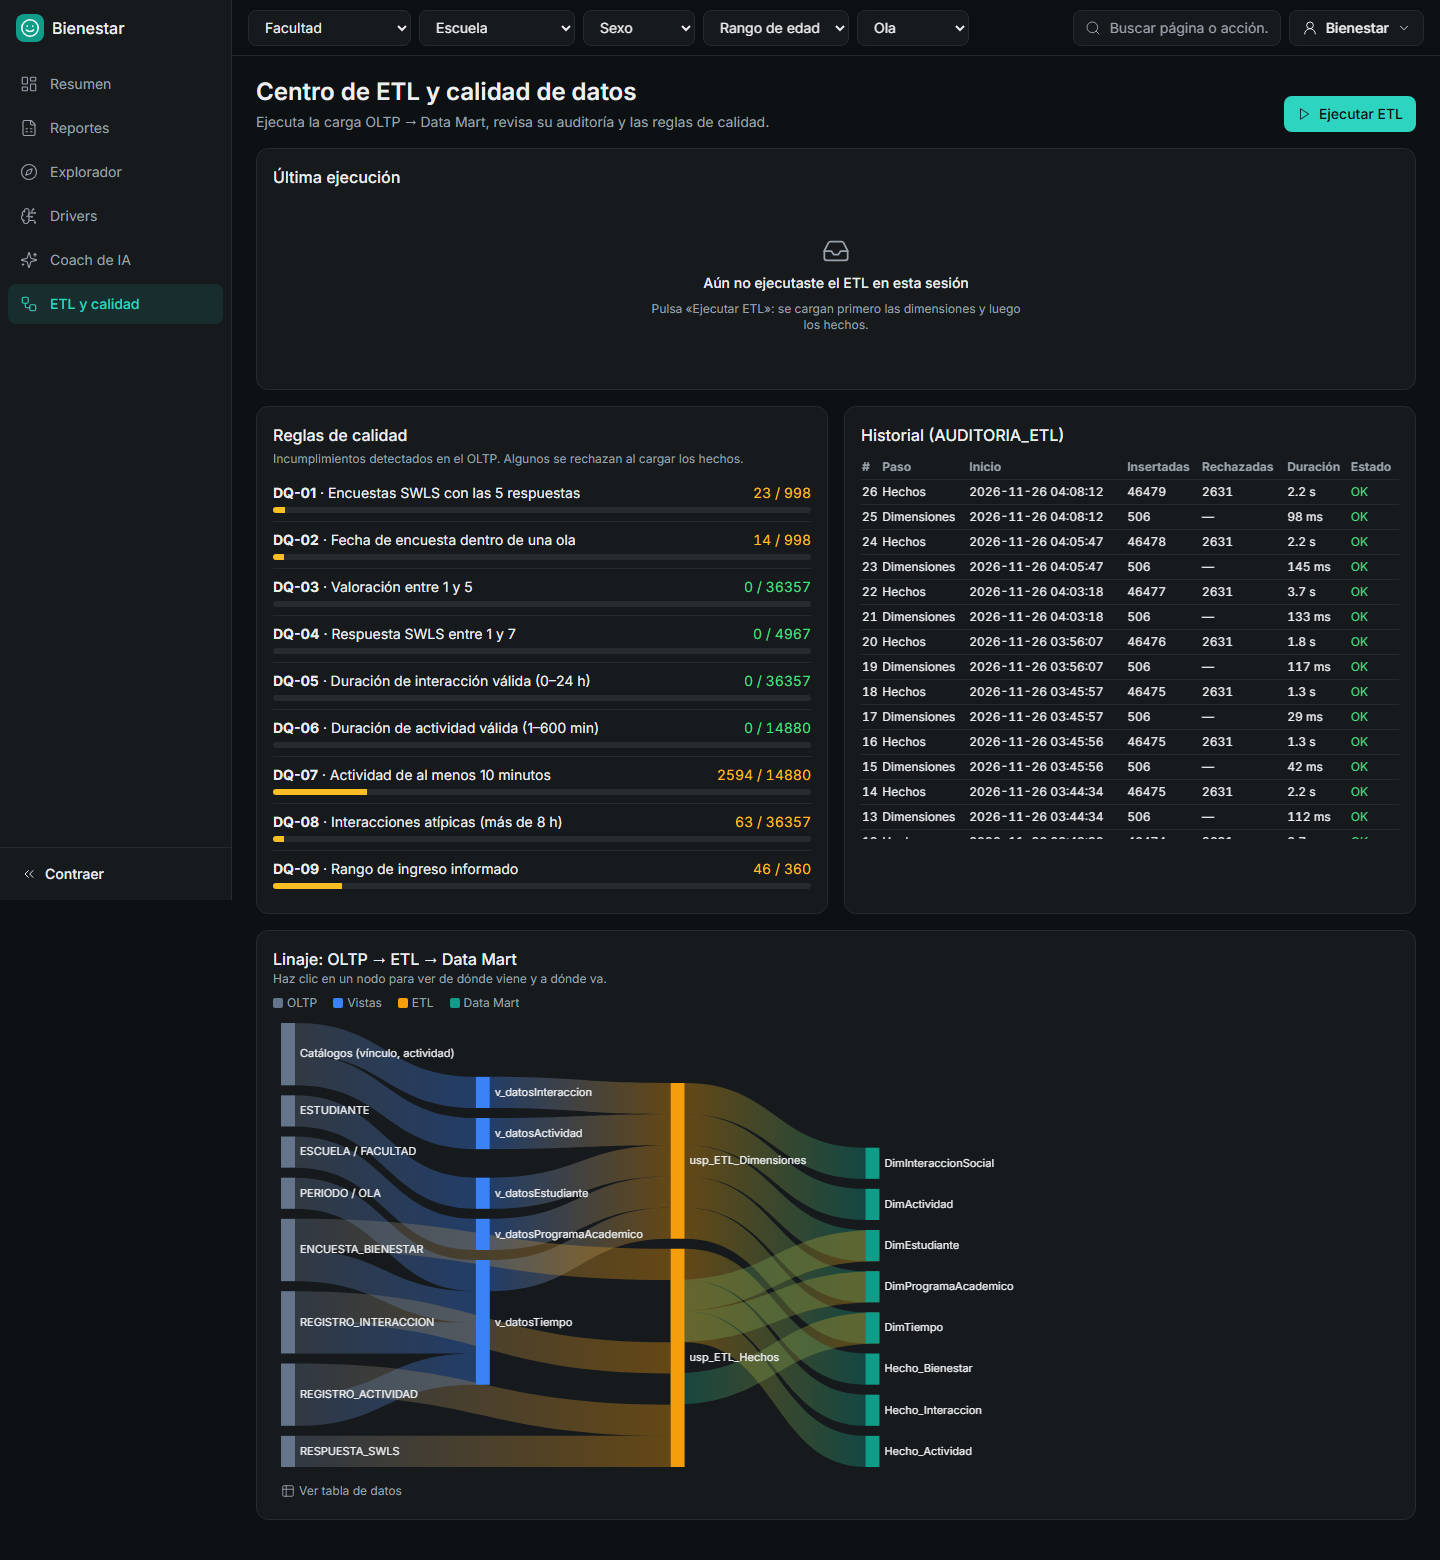 Bienestar
Facultad
Escuela
Sexo
Rango de edad
Ola
Buscar página o acción.
Bienestar
Resumen
Reportes
Explorador
Drivers
Coach de IA
ETL y calidad
Contraer
Centro de ETL y calidad de datos
Ejecuta la carga OLTP → Data Mart, revisa su auditoría y las reglas de calidad.
Ejecutar ETL
Última ejecución
Aún no ejecutaste el ETL en esta sesión
Pulsa «Ejecutar ETL»: se cargan primero las dimensiones y luego
los hechos.
Reglas de calidad
Incumplimientos detectados en el OLTP. Algunos se rechazan al cargar los hechos.
DQ-01 · Encuestas SWLS con las 5 respuestas 23 / 998
DQ-02 · Fecha de encuesta dentro de una ola 14 / 998
DQ-03 · Valoración entre 1 y 5 0 / 36357
DQ-04 · Respuesta SWLS entre 1 y 7 0 / 4967
DQ-05 · Duración de interacción válida (0–24 h) 0 / 36357
DQ-06 · Duración de actividad válida (1–600 min) 0 / 14880
DQ-07 · Actividad de al menos 10 minutos 2594 / 14880
DQ-08 · Interacciones atípicas (más de 8 h) 63 / 36357
DQ-09 · Rango de ingreso informado 46 / 360
Historial (AUDITORIA_ETL)
# Paso Inicio Insertadas Rechazadas Duración Estado
26 Hechos 2026-11-26 04:08:12 46479 2631 2.2 s OK
25 Dimensiones 2026-11-26 04:08:12 506 — 98 ms OK
24 Hechos 2026-11-26 04:05:47 46478 2631 2.2 s OK
23 Dimensiones 2026-11-26 04:05:47 506 — 145 ms OK
22 Hechos 2026-11-26 04:03:18 46477 2631 3.7 s OK
21 Dimensiones 2026-11-26 04:03:18 506 — 133 ms OK
20 Hechos 2026-11-26 03:56:07 46476 2631 1.8 s OK
19 Dimensiones 2026-11-26 03:56:07 506 — 117 ms OK
18 Hechos 2026-11-26 03:45:57 46475 2631 1.3 s OK
17 Dimensiones 2026-11-26 03:45:57 506 — 29 ms OK
16 Hechos 2026-11-26 03:45:56 46475 2631 1.3 s OK
15 Dimensiones 2026-11-26 03:45:56 506 — 42 ms OK
14 Hechos 2026-11-26 03:44:34 46475 2631 2.2 s OK
13 Dimensiones 2026-11-26 03:44:34 506 — 112 ms OK
Linaje: OLTP → ETL → Data Mart
Haz clic en un nodo para ver de dónde viene y a dónde va.
OLTP Vistas ETL Data Mart
Catálogos (vínculo, actividad)
ESTUDIANTE
ESCUELA / FACULTAD
PERIODO / OLA
ENCUESTA_BIENESTAR
REGISTRO_INTERACCION
REGISTRO_ACTIVIDAD
RESPUESTA_SWLS
v_datosInteraccion
v_datosActividad
v_datosEstudiante
v_datosProgramaAcademico
v_datosTiempo
usp_ETL_Dimensiones
usp_ETL_Hechos
DimInteraccionSocial
DimActividad
DimEstudiante
DimProgramaAcademico
DimTiempo
Hecho_Bienestar
Hecho_Interaccion
Hecho_Actividad
Ver tabla de datos